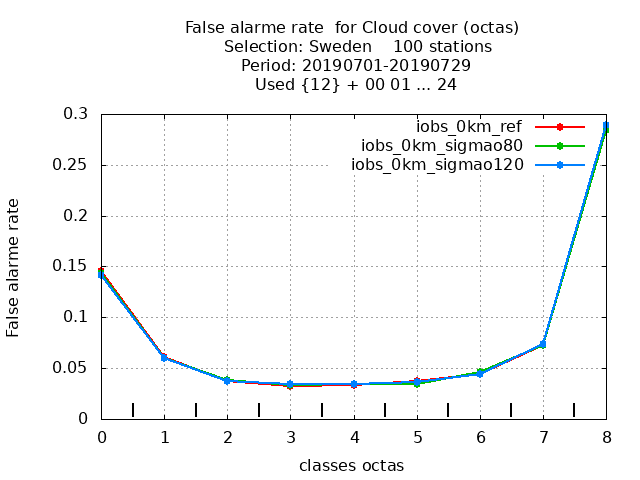 False alarme rate  for Cloud cover (octas)
Selection: Sweden    100 stations
Period: 20190701-20190729
Used {12} + 00 01 ... 24
iobs_0km_ref
iobs_0km_sigmao80
iobs_0km_sigmao120
False alarme rate
0.3
0.25
0.2
0.15
0.1
0.05
0
0 1 2 3 4 5 6 7 8
classes octas